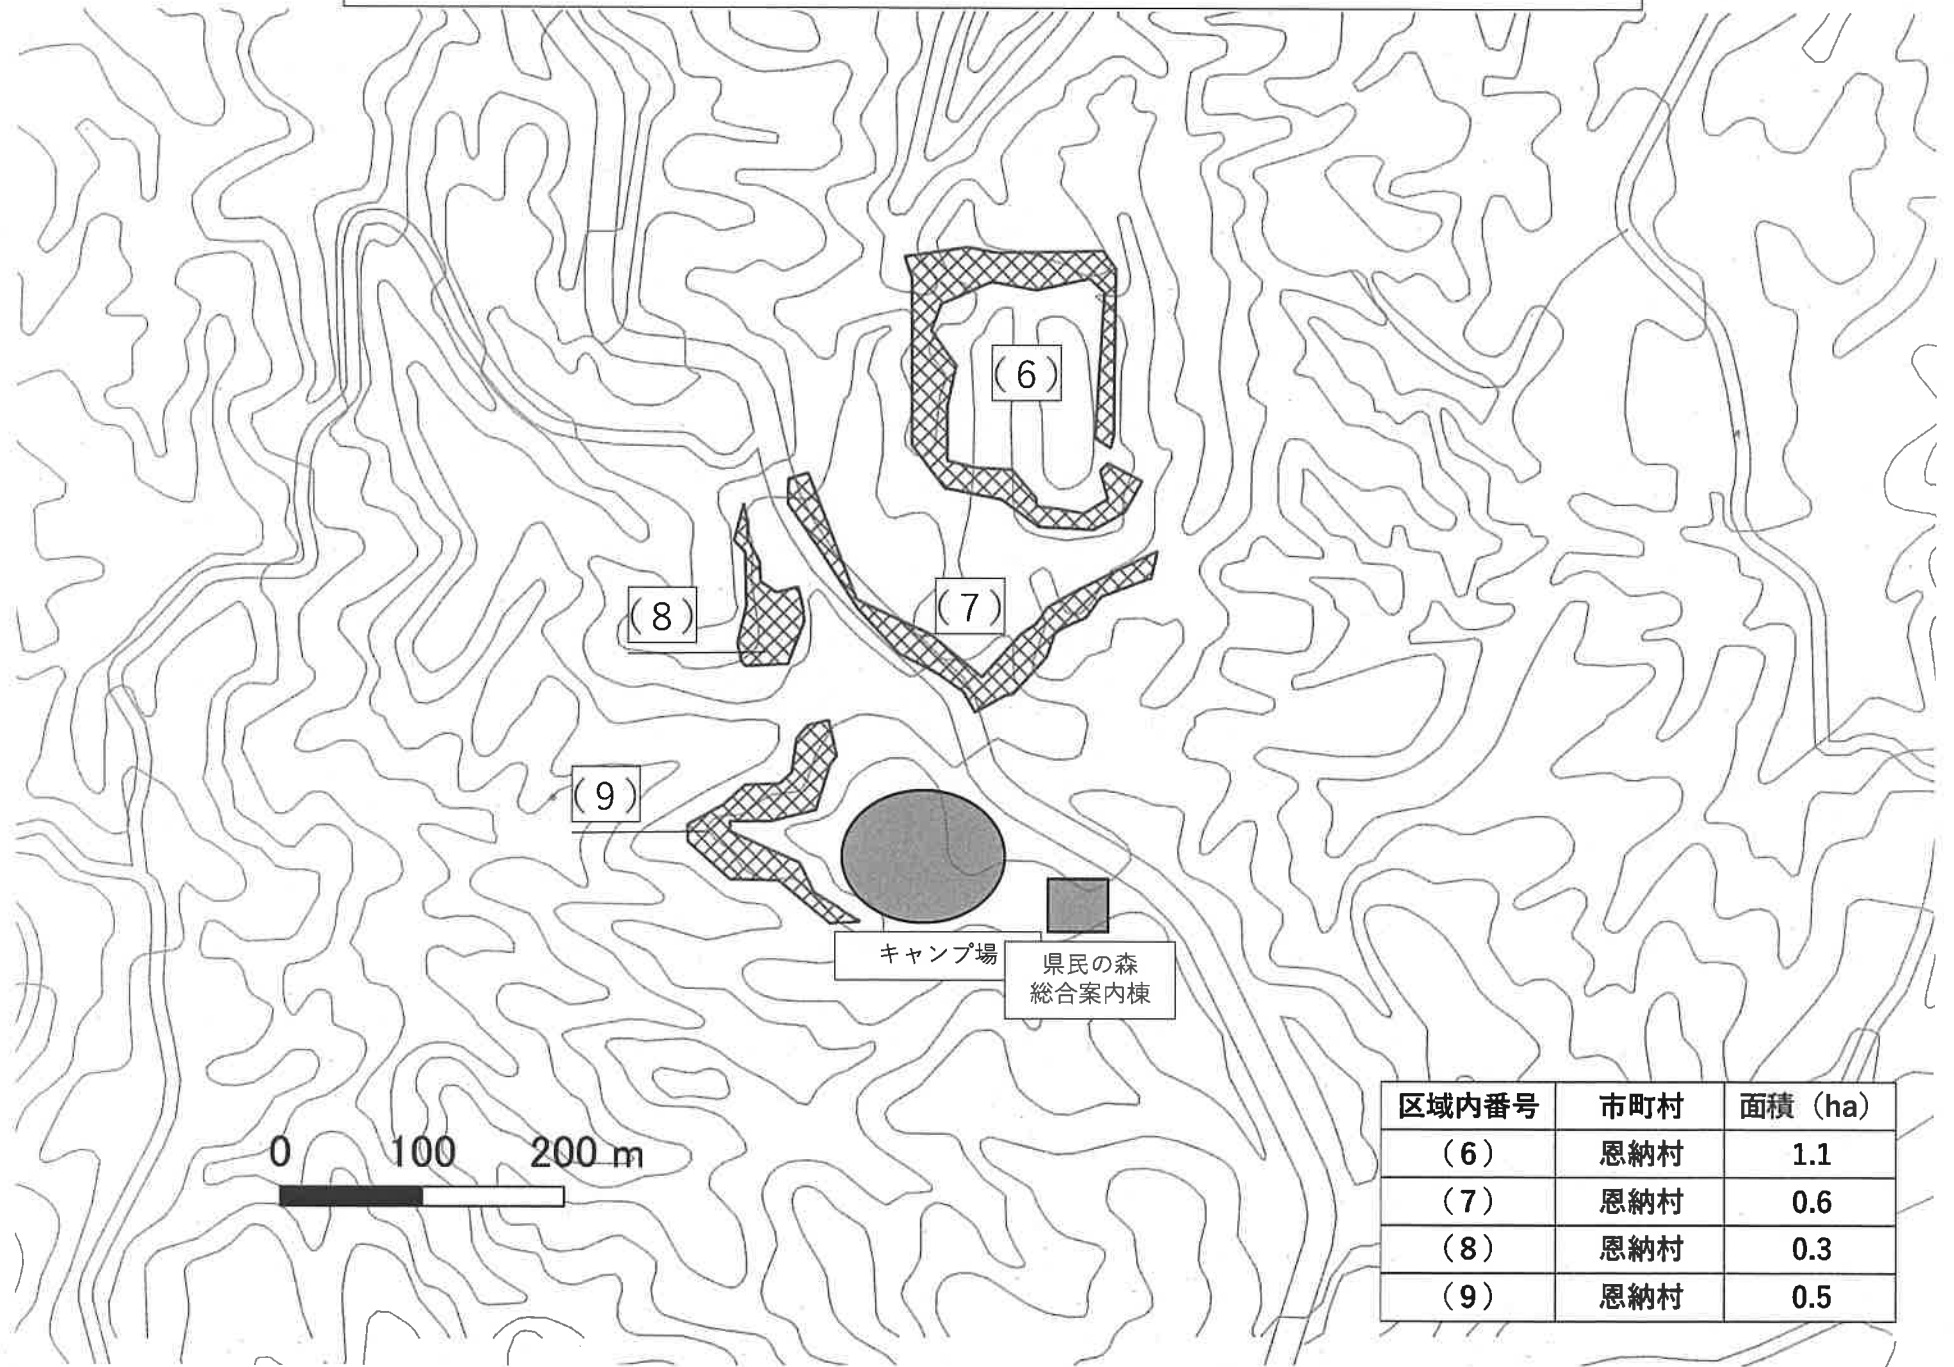 （6）
（7）
（8）
（9）
キャンプ場
県民の森
総合案内棟
0 100 200 m
区域内番号 市町村 面積（ha）
（6） 恩納村 1.1
（7） 恩納村 0.6
（8） 恩納村 0.3
（9） 恩納村 0.5